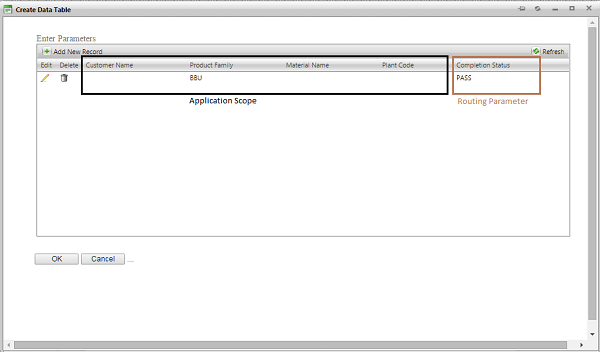 Create Data Table
Enter Parameters
Add New Record Refresh
Edit Delete Customer Name Product Family Material Name Plant Code Completion Status
BBU PASS
Application Scope Routing Parameter
OK Cancel ...